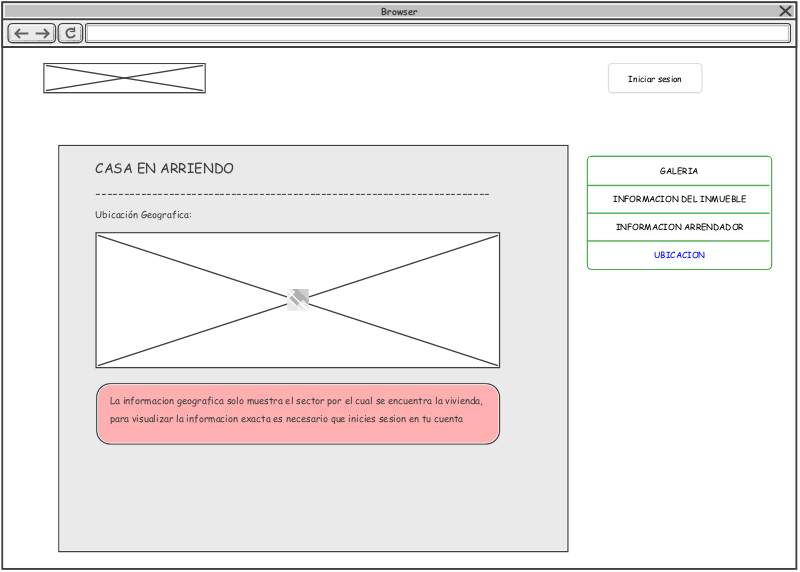 Browser
Iniciar sesion
CASA EN ARRIENDO
Ubicación Geografica:
La informacion geografica solo muestra el sector por el cual se encuentra la vivienda,
para visualizar la informacion exacta es necesario que inicies sesion en tu cuenta
GALERIA
INFORMACION DEL INMUEBLE
INFORMACION ARRENDADOR
UBICACION